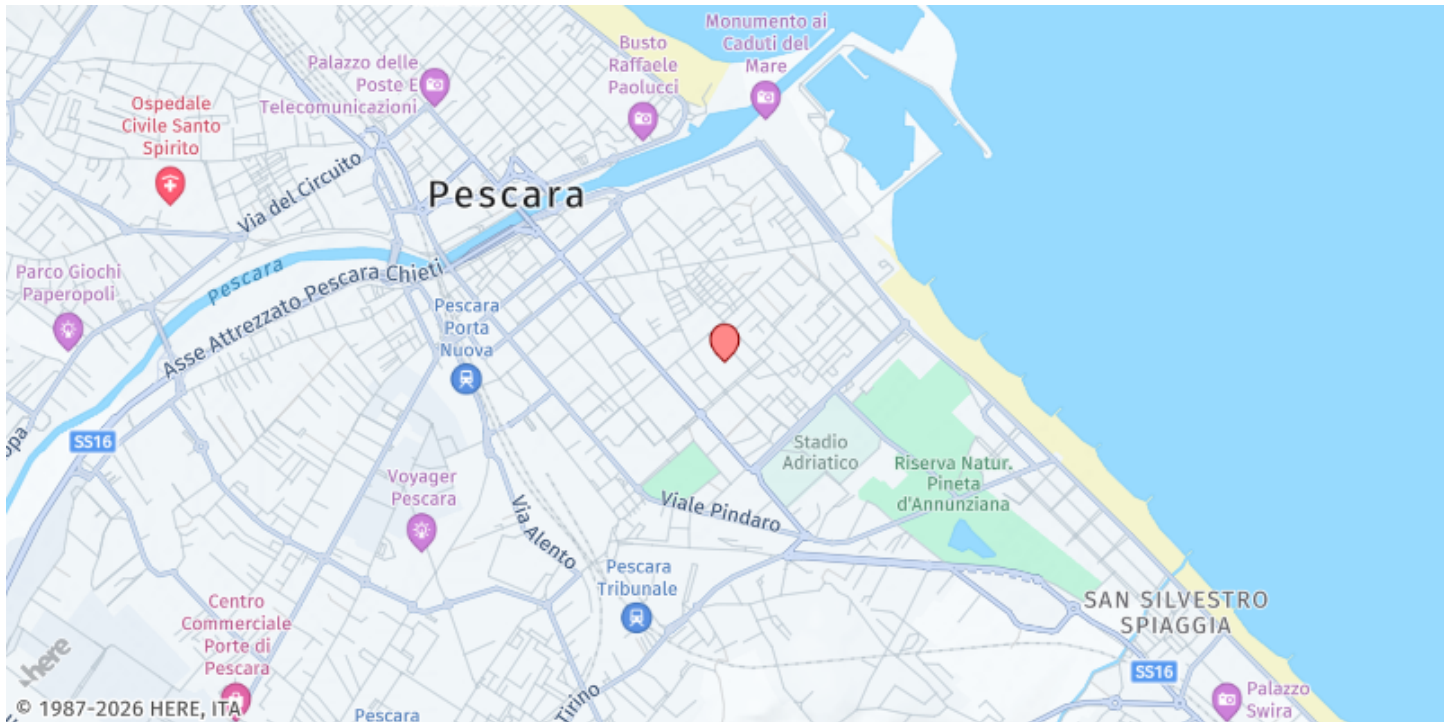 Monumento ai
Caduti del
Mare
Busto
Raffaele
Paolucci
Palazzo delle
Poste E
Telecomunicazioni
Ospedale
Civile Santo
Spirito
Via del Circuito
Pescara
Parco Giochi
Paperopoli
Pescara
Asse Attrezzato Pescara Chieti
Pescara
Porta
Nuova
SS16
opa
Stadio
Adriatico
Riserva Natur.
Pineta
d'Annunziana
Voyager
Pescara
Viale Pindaro
Via Alento
Pescara
Tribunale
SAN SILVESTRO
SPIAGGIA
Centro
Commerciale
Porte di
Pescara
SS16
Palazzo
Swira
Tirino
Pescara
here
© 1987-2026 HERE, ITA